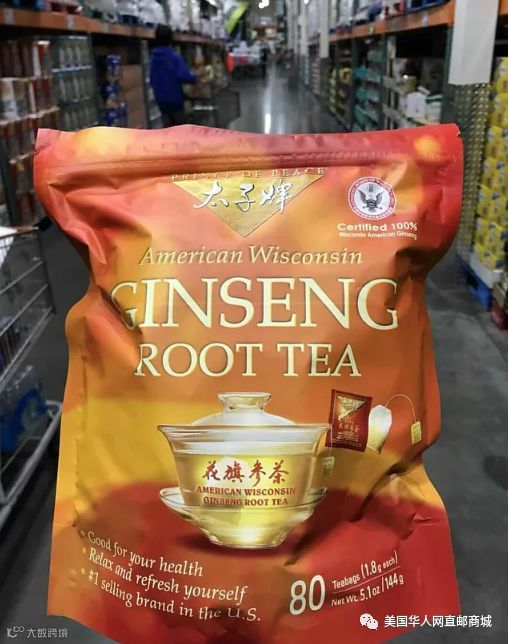 PRINCE OF PEACE
太子牌
Certified 100%
Wisconsin American Ginseng
American Wisconsin
GINSENG
ROOT TEA
花旗參茶
AMERICAN WISCONSIN
GINSENG ROOT TEA
• Good for your health
• Relax and refresh yourself
• #1 selling brand in the U.S.
80 Teabags (1.8g each)
Net Wt. 5.1oz / 144g
大数跨境
美国华人网直邮商城